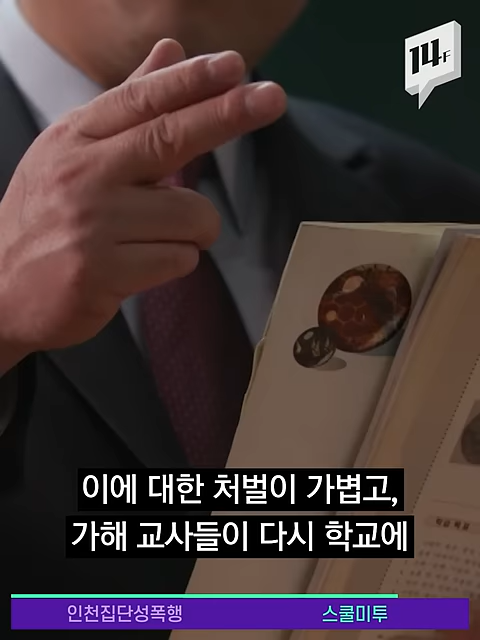 14F
이에 대한 처벌이 가볍고,
가해 교사들이 다시 학교에
인천집단성폭행
스쿨미투